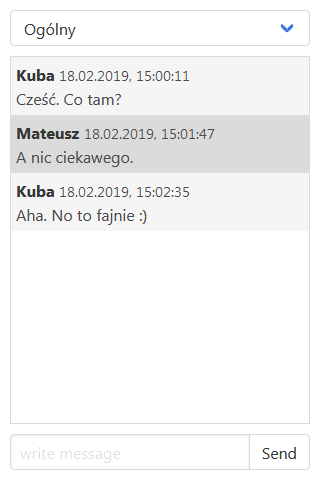 Ogólny
Kuba 18.02.2019, 15:00:11
Cześć. Co tam?
Mateusz 18.02.2019, 15:01:47
A nic ciekawego.
Kuba 18.02.2019, 15:02:35
Aha. No to fajnie :)
write message Send